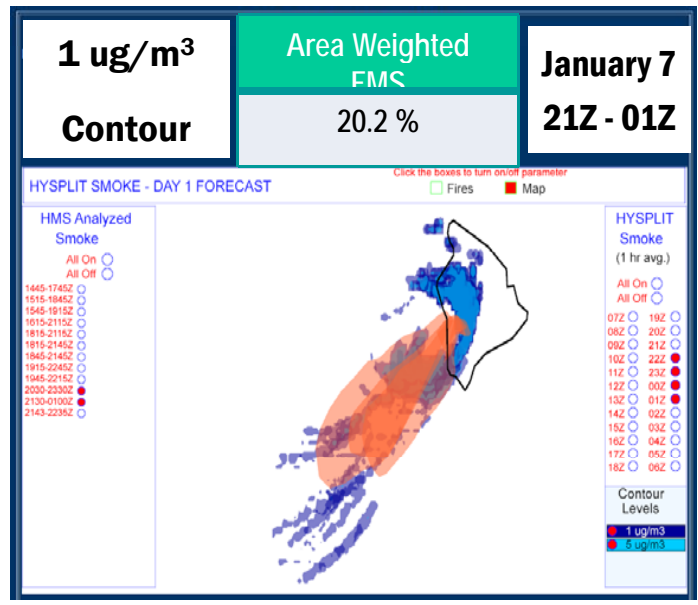 1 ug/m³
Contour
Area Weighted
FMS
20.2 %
January 7
21Z - 01Z
HYSPLIT SMOKE - DAY 1 FORECAST
Click the boxes to turn on/off parameter
Fires
Map
HMS Analyzed
Smoke
All On
All Off
1445-1745Z
1515-1845Z
1545-1915Z
1615-2115Z
1815-2115Z
1815-2145Z
1645-2145Z
1915-2245Z
1945-2215Z
2030-2330Z
2130-0100Z
2143-2235Z
HYSPLIT
Smoke
(1 hr avg.)
All On
All Off
07Z 19Z
08Z 20Z
09Z 21Z
10Z 22Z
11Z 23Z
12Z 00Z
13Z 01Z
14Z 02Z
15Z 03Z
16Z 04Z
17Z 05Z
18Z 06Z
Contour
Levels
1 ug/m3
5 ug/m3